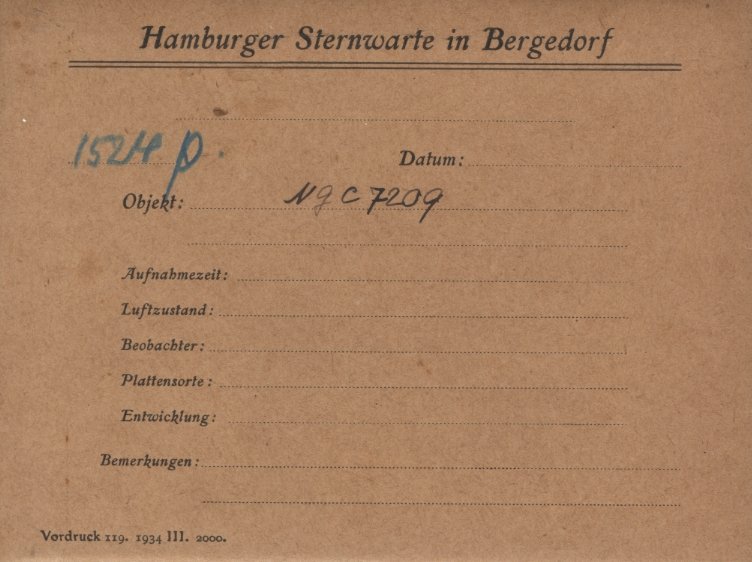 Hamburger Sternwarte in Bergedorf
1524 p.
Datum:
Objekt: NgC 7209
Aufnahmezeit:
Luftzustand:
Beobachter:
Plattensorte:
Entwicklung:
Bemerkungen:
Vordruck 119. 1934 III. 2000.